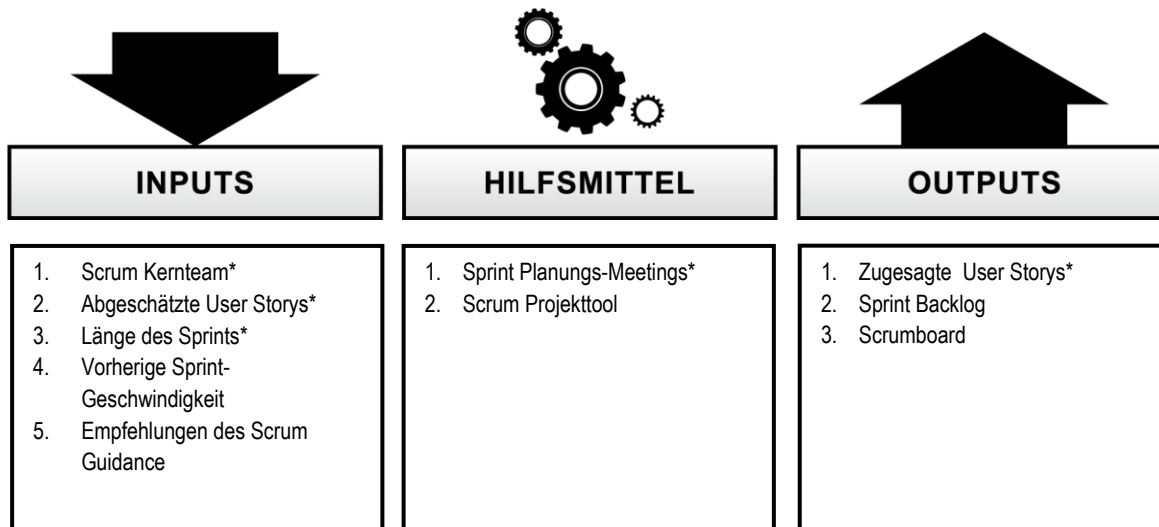 INPUTS
1. Scrum Kernteam*
2. Abgeschätzte User Storys*
3. Länge des Sprints*
4. Vorherige Sprint-
Geschwindigkeit
5. Empfehlungen des Scrum
Guidance
HILFSMITTEL
1. Sprint Planungs-Meetings*
2. Scrum Projekttool
OUTPUTS
1. Zugesagte User Storys*
2. Sprint Backlog
3. Scrumboard